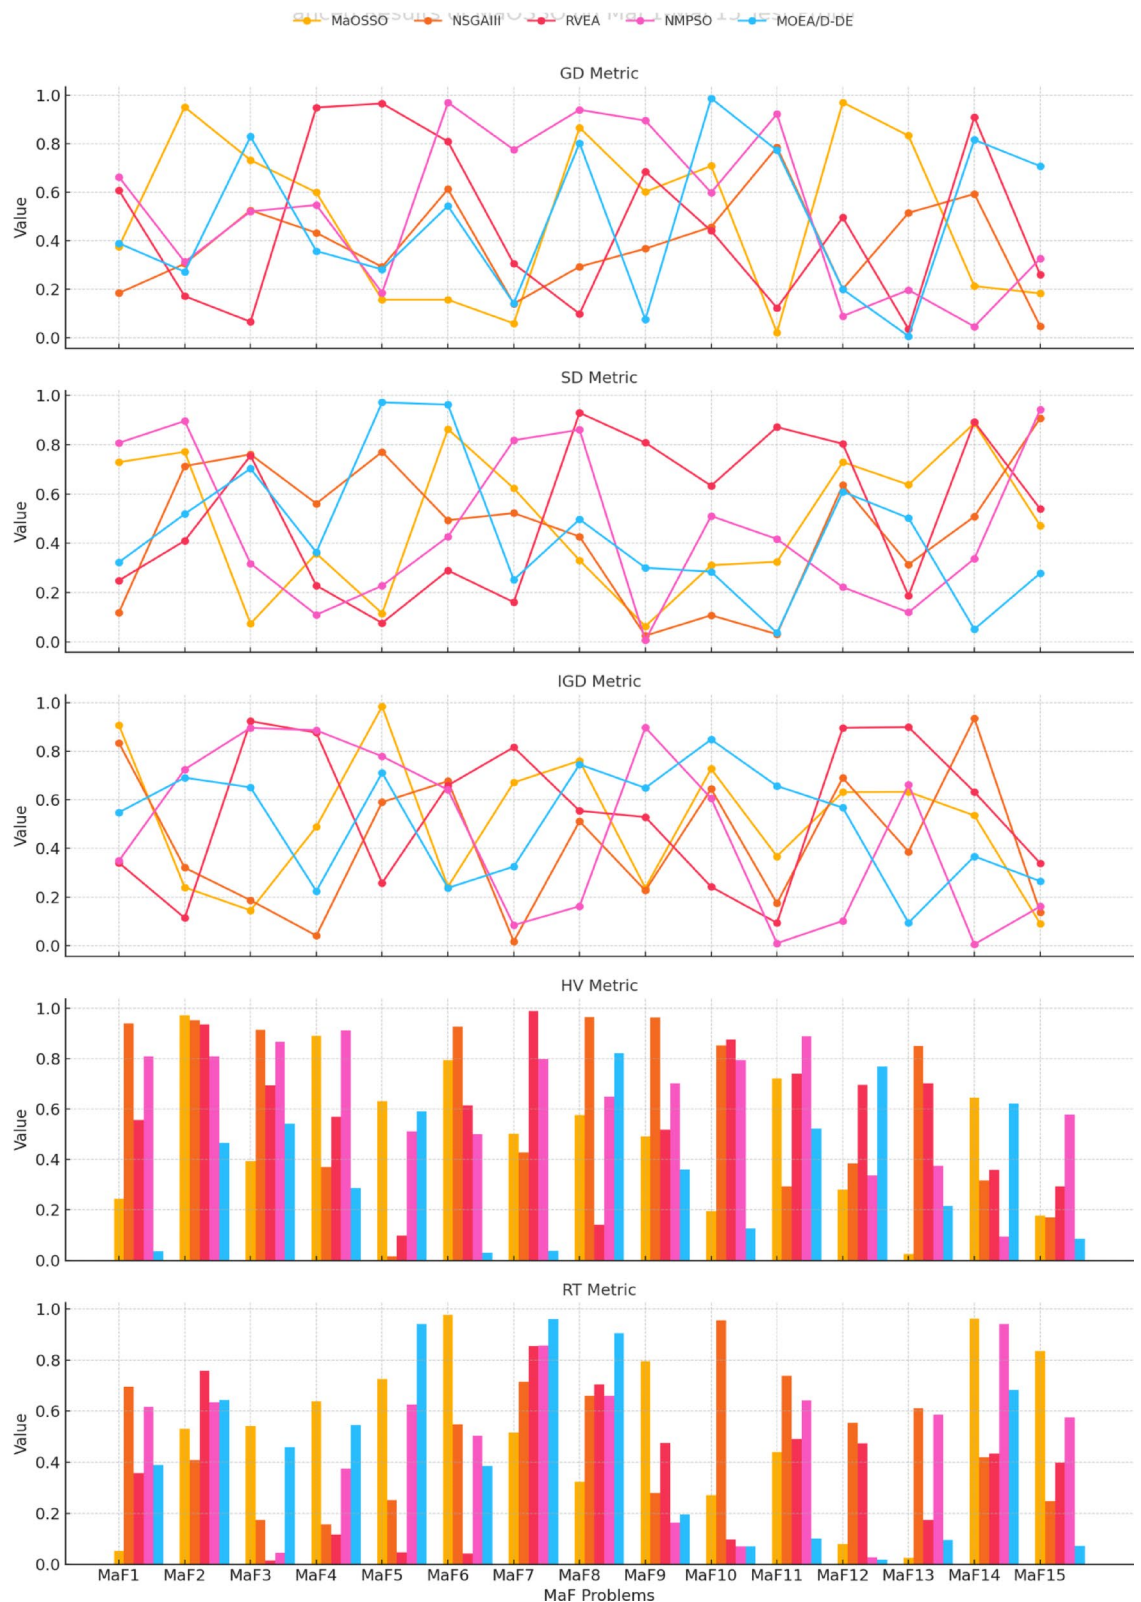 MaOSSO NSGAIII RVEA NMPSO MOEA/D-DE
GD Metric
1.0
0.8
0.6
0.4
0.2
0.0
Value
SD Metric
1.0
0.8
0.6
0.4
0.2
0.0
Value
IGD Metric
1.0
0.8
0.6
0.4
0.2
0.0
Value
HV Metric
1.0
0.8
0.6
0.4
0.2
0.0
Value
RT Metric
1.0
0.8
0.6
0.4
0.2
0.0
Value
MaF1 MaF2 MaF3 MaF4 MaF5 MaF6 MaF7 MaF8 MaF9 MaF10 MaF11 MaF12 MaF13 MaF14 MaF15
MaF Problems